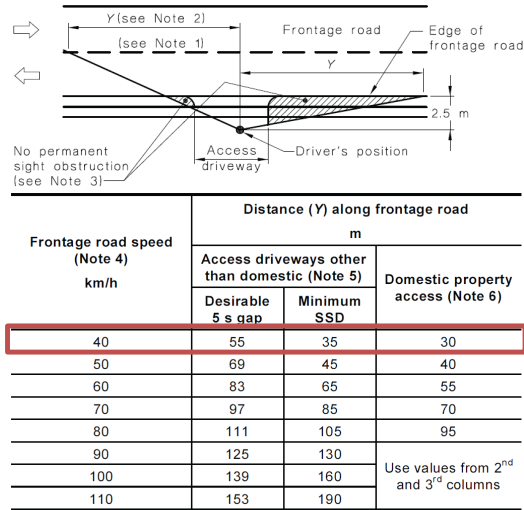 Y (see Note 2)
Frontage road
Edge of
frontage road
(see Note 1)
Y
2.5 m
No permanent
sight obstruction
(see Note 3)
Access
driveway
Driver's position
Frontage road speed
(Note 4)
km/h
Distance (Y) along frontage road
m
Access driveways other
than domestic (Note 5)
Domestic property
access (Note 6)
Desirable
5 s gap
Minimum
SSD
40 55 35 30
50 69 45 40
60 83 65 55
70 97 85 70
80 111 105 95
90 125 130
100 139 160
110 153 190
Use values from 2nd
and 3rd columns